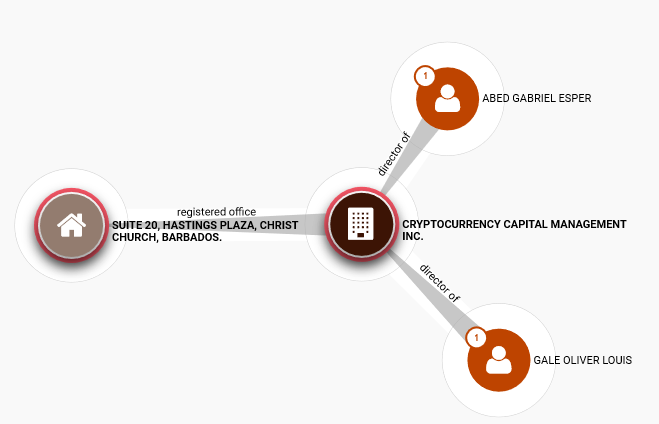 1
ABED GABRIEL ESPER
director of
registered office
SUITE 20, HASTINGS PLAZA, CHRIST
CHURCH, BARBADOS.
CRYPTOCURRENCY CAPITAL MANAGEMENT
INC.
director of
1
GALE OLIVER LOUIS